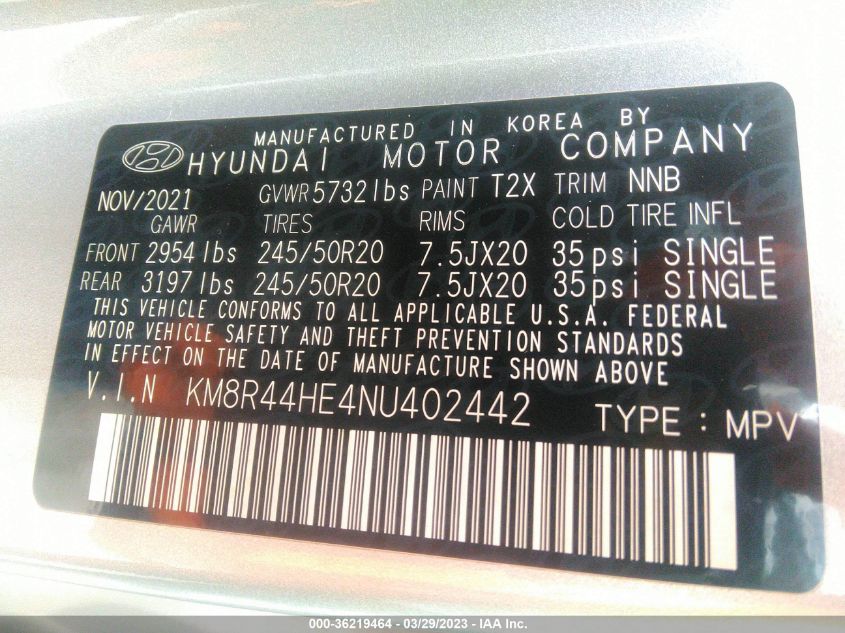 MANUFACTURED IN KOREA BY
HYUNDAI MOTOR COMPANY
NOV/2021 GVWR 5732 lbs PAINT T2X TRIM NNB
GAWR TIRES RIMS COLD TIRE INFL
FRONT 2954 lbs 245/50R20 7.5JX20 35psi SINGLE
REAR 3197 lbs 245/50R20 7.5JX20 35psi SINGLE
THIS VEHICLE CONFORMS TO ALL APPLICABLE U.S.A. FEDERAL
MOTOR VEHICLE SAFETY AND THEFT PREVENTION STANDARDS
IN EFFECT ON THE DATE OF MANUFACTURE SHOWN ABOVE
V.I.N KM8R44HE4NU402442 TYPE : MPV
000-36219464 - 03/29/2023 - IAA Inc.